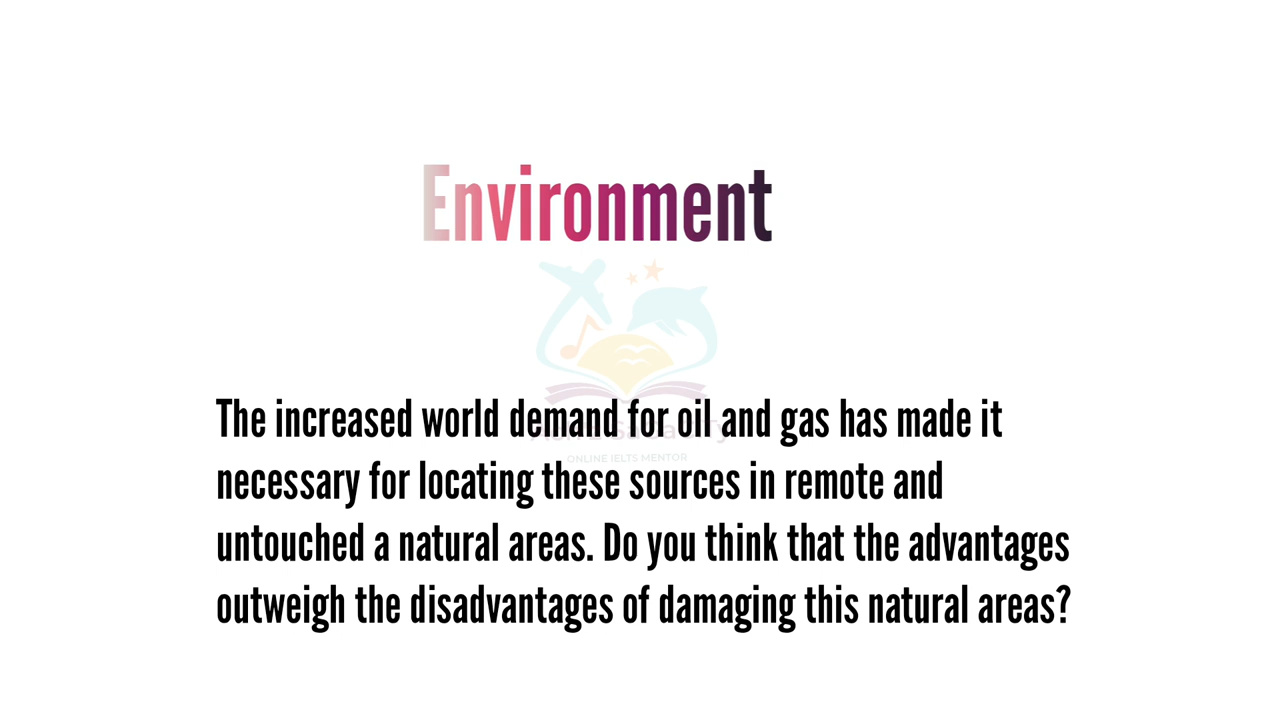 Environment
The increased world demand for oil and gas has made it
ONLINE IELTS MENTOR
necessary for locating these sources in remote and
untouched a natural areas. Do you think that the advantages
outweigh the disadvantages of damaging this natural areas?